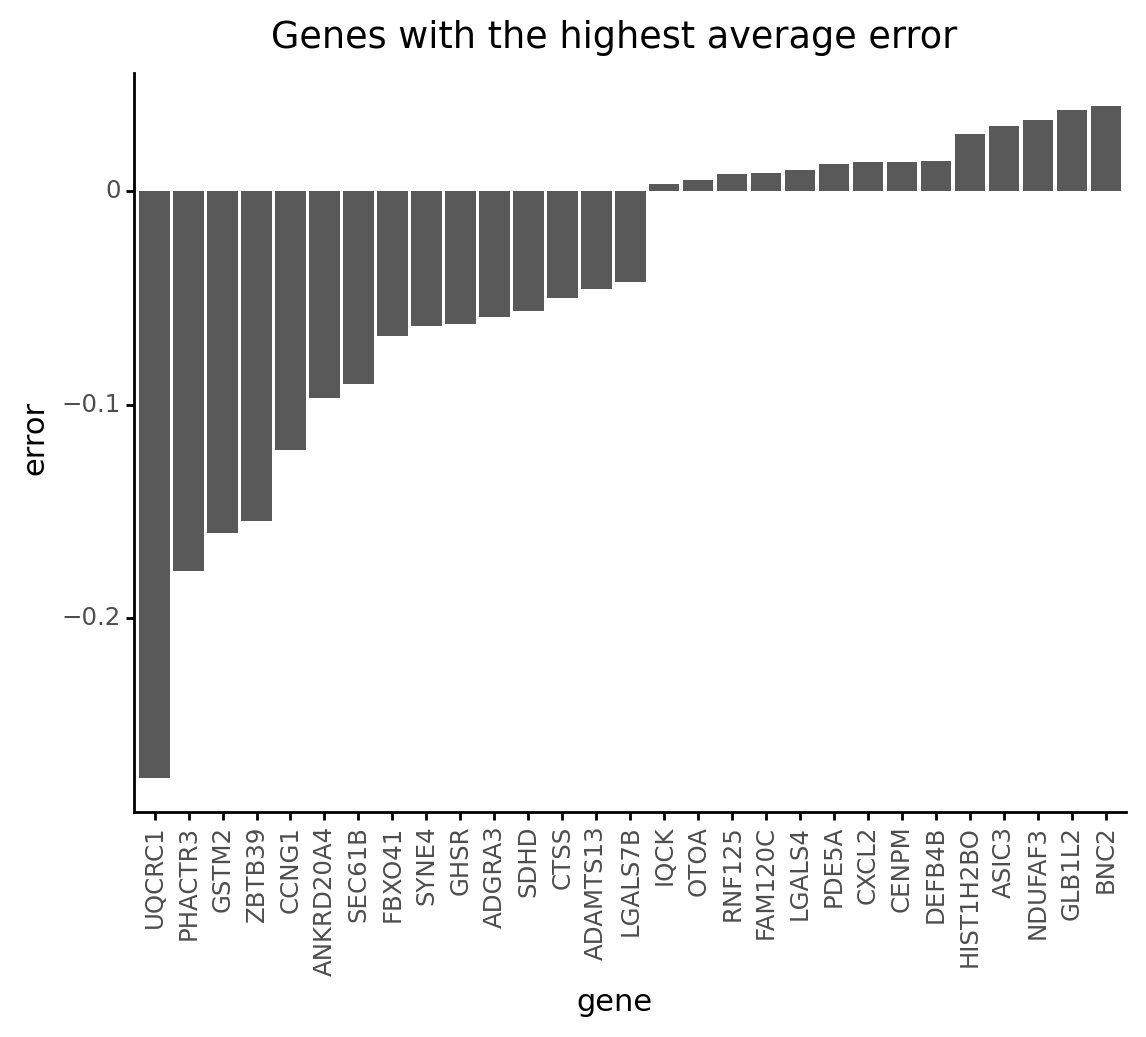 Genes with the highest average error
error
0
−0.1
−0.2
UQCRC1
PHACTR3
GSTM2
ZBTB39
CCNG1
ANKRD20A4
SEC61B
FBXO41
SYNE4
GHSR
ADGRA3
SDHD
CTSS
ADAMTS13
LGALS7B
IQCK
OTOA
RNF125
FAM120C
LGALS4
PDE5A
CXCL2
CENPM
DEFB4B
HIST1H2BO
ASIC3
NDUFAF3
GLB1L2
BNC2
gene